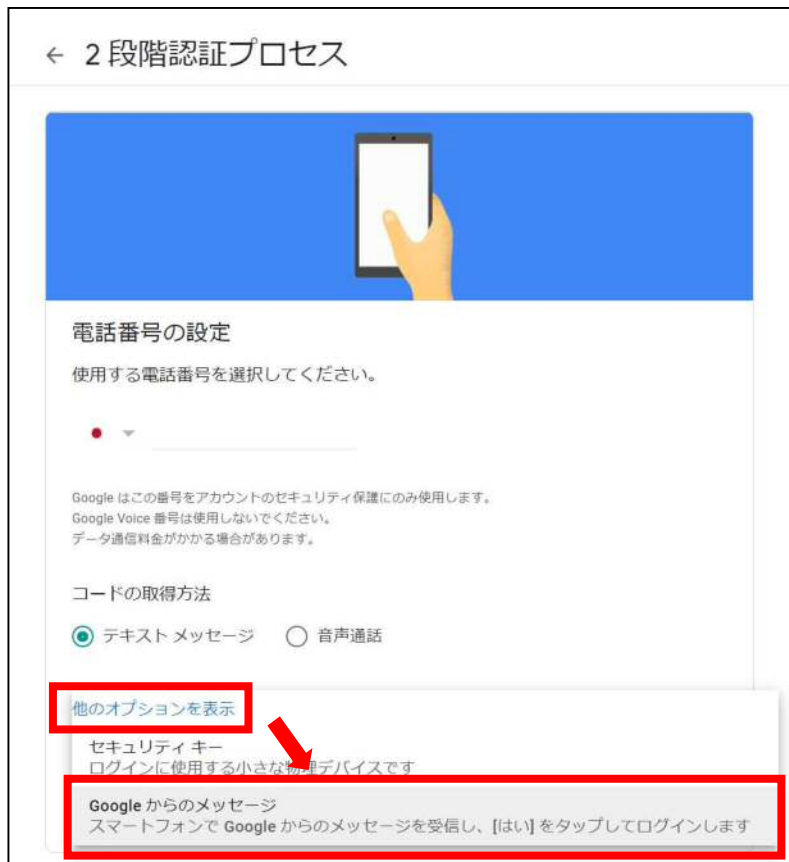 ← 2 段階認証プロセス
電話番号の設定
使用する電話番号を選択してください。
Google はこの番号をアカウントのセキュリティ保護にのみ使用します。
Google Voice 番号は使用しないでください。
データ通信料金がかかる場合があります。
コードの取得方法
テキスト メッセージ 音声通話
他のオプションを表示
セキュリティ キー
ログインに使用する小さな物理デバイスです
Google からのメッセージ
スマートフォンで Google からのメッセージを受信し、[はい] をタップしてログインします